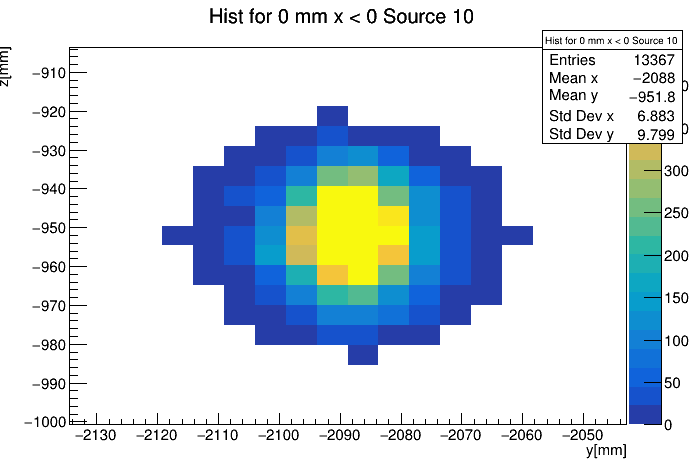 Hist for 0 mm x < 0 Source 10
Hist for 0 mm x < 0 Source 10
Entries 13367
Mean x −2088
Mean y −951.8
Std Dev x 6.883
Std Dev y 9.799
z[mm]
−910
−920
−930
−940
−950
−960
−970
−980
−990
−1000
−2130 −2120 −2110 −2100 −2090 −2080 −2070 −2060 −2050
y[mm]
300
250
200
150
100
50
0